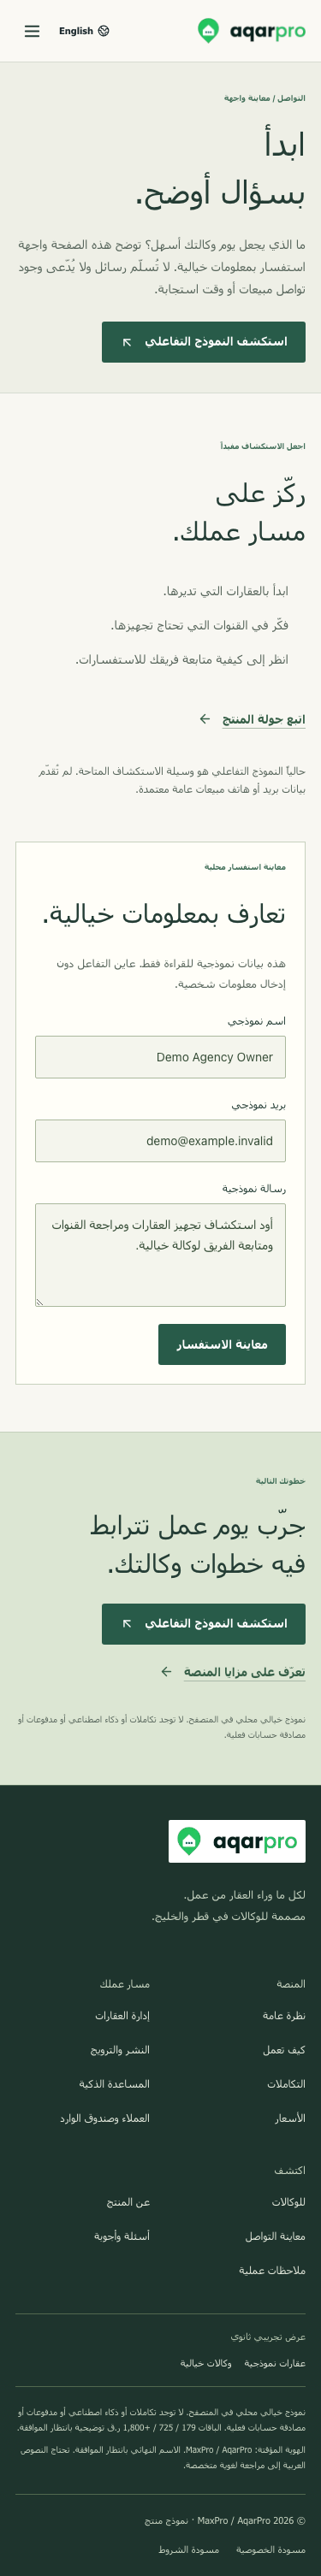 aqarpro
English
التواصل / معاينة واجهة
ابدأ
بسؤال أوضح.
ما الذي يجعل يوم وكالتك أسهل؟ توضح هذه الصفحة واجهة
استفسار بمعلومات خيالية. لا تُسلّم رسائل ولا يُدّعى وجود
تواصل مبيعات أو وقت استجابة.
استكشف النموذج التفاعلي
اجعل الاستكشاف مفيداً
ركّز على
مسار عملك.
ابدأ بالعقارات التي تديرها.
فكّر في القنوات التي تحتاج تجهيزها.
انظر إلى كيفية متابعة فريقك للاستفسارات.
اتبع جولة المنتج
حالياً النموذج التفاعلي هو وسيلة الاستكشاف المتاحة. لم تُقدّم
بيانات بريد أو هاتف مبيعات عامة معتمدة.
معاينة استفسار محلية
تعارف بمعلومات خيالية.
هذه بيانات نموذجية للقراءة فقط. عاين التفاعل دون
إدخال معلومات شخصية.
اسم نموذجي
Demo Agency Owner
بريد نموذجي
demo@example.invalid
رسالة نموذجية
أود استكشاف تجهيز العقارات ومراجعة القنوات
ومتابعة الفريق لوكالة خيالية.
معاينة الاستفسار
خطوتك التالية
جرّب يوم عمل تترابط
فيه خطوات وكالتك.
استكشف النموذج التفاعلي
تعرّف على مزايا المنصة
نموذج خيالي محلي في المتصفح. لا توجد تكاملات أو ذكاء اصطناعي أو مدفوعات أو
مصادقة حسابات فعلية.
aqarpro
لكل ما وراء العقار من عمل.
مصممة للوكالات في قطر والخليج.
المنصة
نظرة عامة
كيف تعمل
التكاملات
الأسعار
مسار عملك
إدارة العقارات
النشر والترويج
المساعدة الذكية
العملاء وصندوق الوارد
اكتشف
للوكالات
عن المنتج
معاينة التواصل
أسئلة وأجوبة
ملاحظات عملية
عرض تجريبي ثانوي
عقارات نموذجية
وكالات خيالية
نموذج خيالي محلي في المتصفح. لا توجد تكاملات أو ذكاء اصطناعي أو مدفوعات أو
مصادقة حسابات فعلية. الباقات 179 / 725 / +1,800 ر.ق توضيحية بانتظار الموافقة.
الهوية المؤقتة: MaxPro / AqarPro. الاسم النهائي بانتظار الموافقة. تحتاج النصوص
العربية إلى مراجعة لغوية متخصصة.
© 2026 MaxPro / AqarPro · نموذج منتج
مسودة الخصوصية
مسودة الشروط